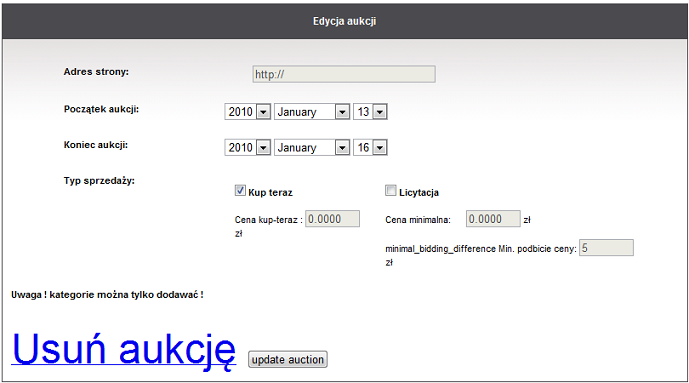 Edycja aukcji
Adres strony: http://
Początek aukcji: 2010 January 13
Koniec aukcji: 2010 January 16
Typ sprzedaży:
Kup teraz Licytacja
Cena kup-teraz : 0.0000 Cena minimalna: 0.0000 zł
zł
minimal_bidding_difference Min. podbicie ceny: 5
zł
Uwaga ! kategorie można tylko dodawać !
Usuń aukcję update auction